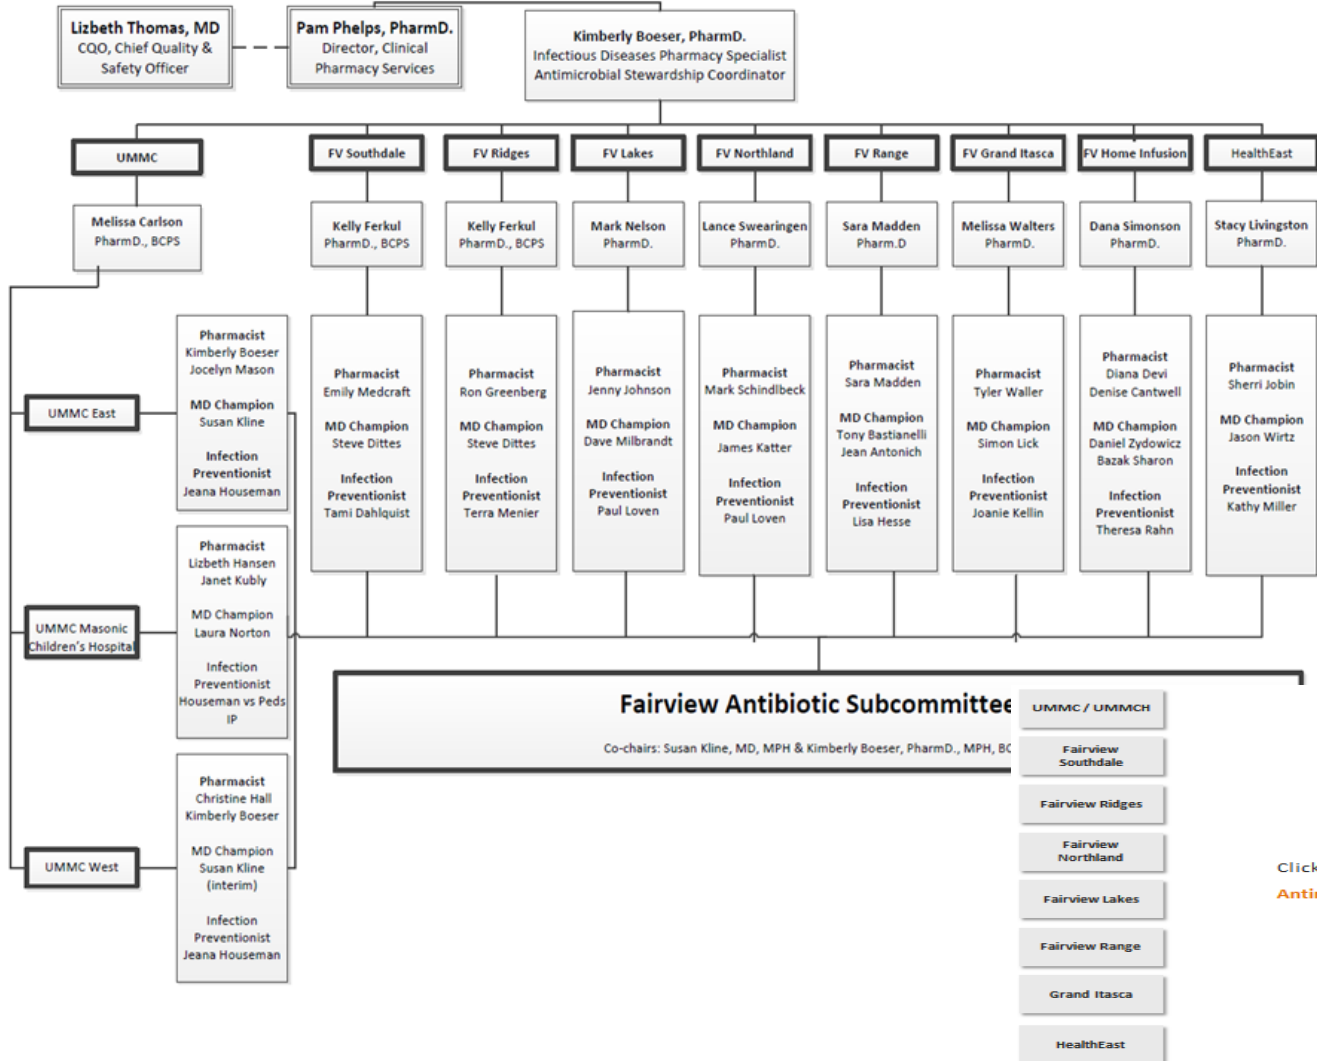 Lizbeth Thomas, MD
CQO, Chief Quality &
Safety Officer
Pam Phelps, PharmD.
Director, Clinical
Pharmacy Services
Kimberly Boeser, PharmD.
Infectious Diseases Pharmacy Specialist
Antimicrobial Stewardship Coordinator
UMMC
FV Southdale
FV Ridges
FV Lakes
FV Northland
FV Range
FV Grand Itasca
FV Home Infusion
HealthEast
Melissa Carlson
PharmD., BCPS
Kelly Ferkul
PharmD., BCPS
Kelly Ferkul
PharmD., BCPS
Mark Nelson
PharmD.
Lance Swearingen
PharmD.
Sara Madden
Pharm.D
Melissa Walters
PharmD.
Dana Simonson
PharmD.
Stacy Livingston
PharmD.
UMMC East
Pharmacist
Kimberly Boeser
Jocelyn Mason
MD Champion
Susan Kline
Infection
Preventionist
Jeana Houseman
Pharmacist
Emily Medcraft
MD Champion
Steve Dittes
Infection
Preventionist
Tami Dahlquist
Pharmacist
Ron Greenberg
MD Champion
Steve Dittes
Infection
Preventionist
Terra Menier
Pharmacist
Jenny Johnson
MD Champion
Dave Milbrandt
Infection
Preventionist
Paul Loven
Pharmacist
Mark Schindlbeck
MD Champion
James Katter
Infection
Preventionist
Paul Loven
Pharmacist
Sara Madden
MD Champion
Tony Bastianelli
Jean Antonich
Infection
Preventionist
Lisa Hesse
Pharmacist
Tyler Waller
MD Champion
Simon Lick
Infection
Preventionist
Joanie Kellin
Pharmacist
Diana Devi
Denise Cantwell
MD Champion
Daniel Zydowicz
Bazak Sharon
Infection
Preventionist
Theresa Rahn
Pharmacist
Sherri Jobin
MD Champion
Jason Wirtz
Infection
Preventionist
Kathy Miller
UMMC Masonic
Children's Hospital
Pharmacist
Lizbeth Hansen
Janet Kubly
MD Champion
Laura Norton
Infection
Preventionist
Houseman vs Peds
IP
UMMC West
Pharmacist
Christine Hall
Kimberly Boeser
MD Champion
Susan Kline
(interim)
Infection
Preventionist
Jeana Houseman
Fairview Antibiotic Subcommittee
Co-chairs: Susan Kline, MD, MPH & Kimberly Boeser, PharmD., MPH, BC
UMMC / UMMCH
Fairview
Southdale
Fairview Ridges
Fairview
Northland
Fairview Lakes
Fairview Range
Grand Itasca
HealthEast
Click
Anti